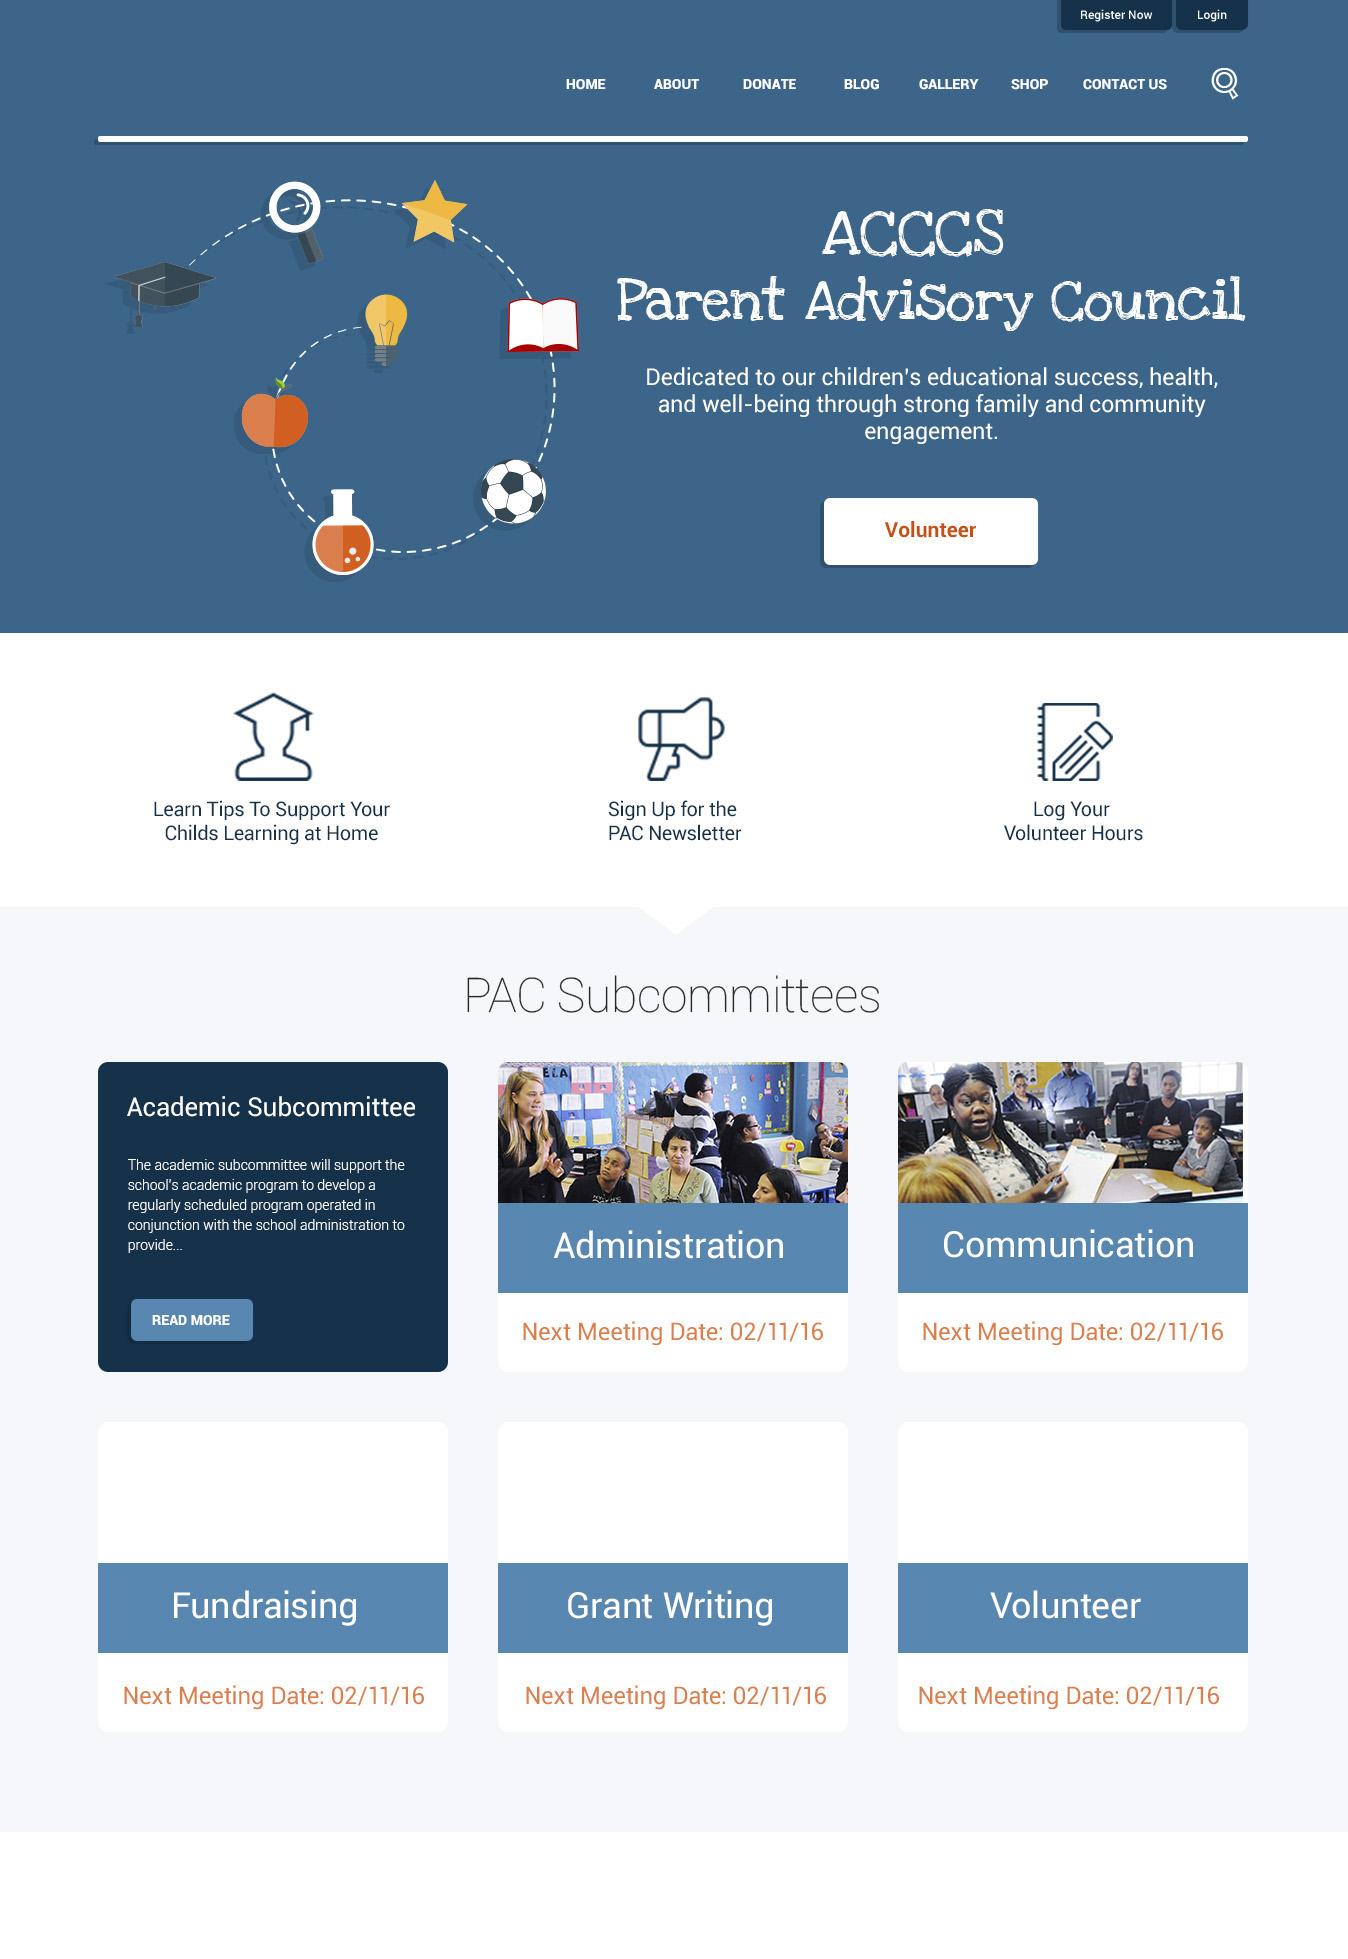 Register Now
Login
HOME
ABOUT
DONATE
BLOG
GALLERY
SHOP
CONTACT US
ACCCS
Parent Advisory Council
Dedicated to our children's educational success, health,
and well-being through strong family and community
engagement.
Volunteer
Learn Tips To Support Your
Childs Learning at Home
Sign Up for the
PAC Newsletter
Log Your
Volunteer Hours
PAC Subcommittees
Academic Subcommittee
The academic subcommittee will support the
school's academic program to develop a
regularly scheduled program operated in
conjunction with the school administration to
provide...
READ MORE
ELA
Administration
Next Meeting Date: 02/11/16
Communication
Next Meeting Date: 02/11/16
Fundraising
Next Meeting Date: 02/11/16
Grant Writing
Next Meeting Date: 02/11/16
Volunteer
Next Meeting Date: 02/11/16